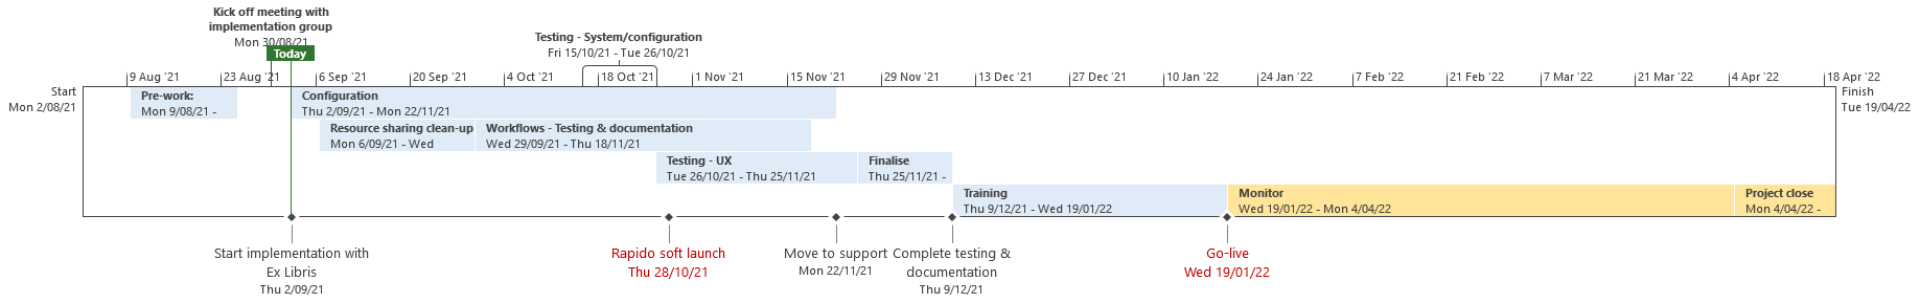 Kick off meeting with
implementation group
Mon 30/08/21
Today
Testing - System/configuration
Fri 15/10/21 - Tue 26/10/21
9 Aug '21
23 Aug '21
6 Sep '21
20 Sep '21
4 Oct '21
18 Oct '21
1 Nov '21
15 Nov '21
29 Nov '21
13 Dec '21
27 Dec '21
10 Jan '22
24 Jan '22
7 Feb '22
21 Feb '22
7 Mar '22
21 Mar '22
4 Apr '22
18 Apr '22
Start
Mon 2/08/21
Finish
Tue 19/04/22
Pre-work:
Mon 9/08/21 -
Configuration
Thu 2/09/21 - Mon 22/11/21
Resource sharing clean-up
Mon 6/09/21 - Wed
Workflows - Testing & documentation
Wed 29/09/21 - Thu 18/11/21
Testing - UX
Tue 26/10/21 - Thu 25/11/21
Finalise
Thu 25/11/21 -
Training
Thu 9/12/21 - Wed 19/01/22
Monitor
Wed 19/01/22 - Mon 4/04/22
Project close
Mon 4/04/22 -
Start implementation with
Ex Libris
Thu 2/09/21
Rapido soft launch
Thu 28/10/21
Move to support
Mon 22/11/21
Complete testing &
documentation
Thu 9/12/21
Go-live
Wed 19/01/22